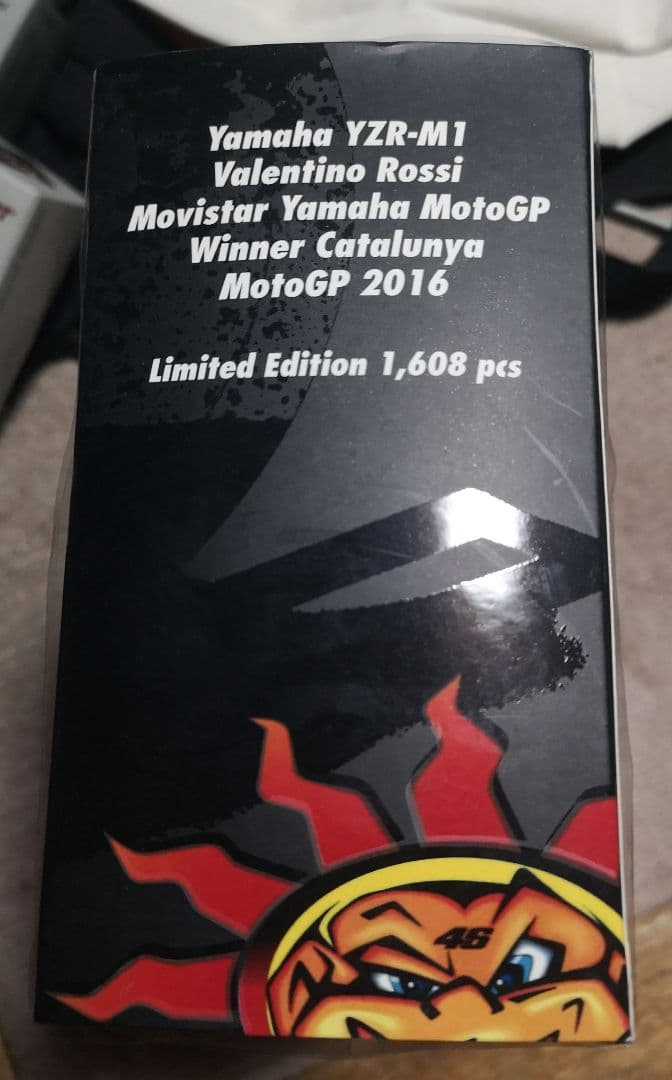 Yamaha YZR-M1
Valentino Rossi
Movistar Yamaha MotoGP
Winner Catalunya
MotoGP 2016
Limited Edition 1,608 pcs
46